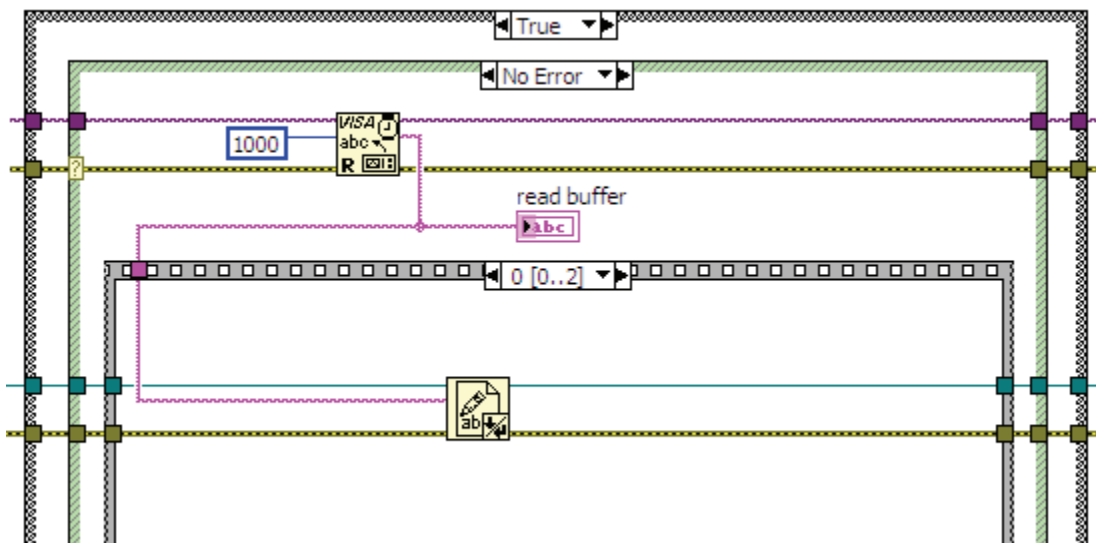 True
No Error
VISA
abc
1000
R
read buffer
abc
0 [0..2]
ab